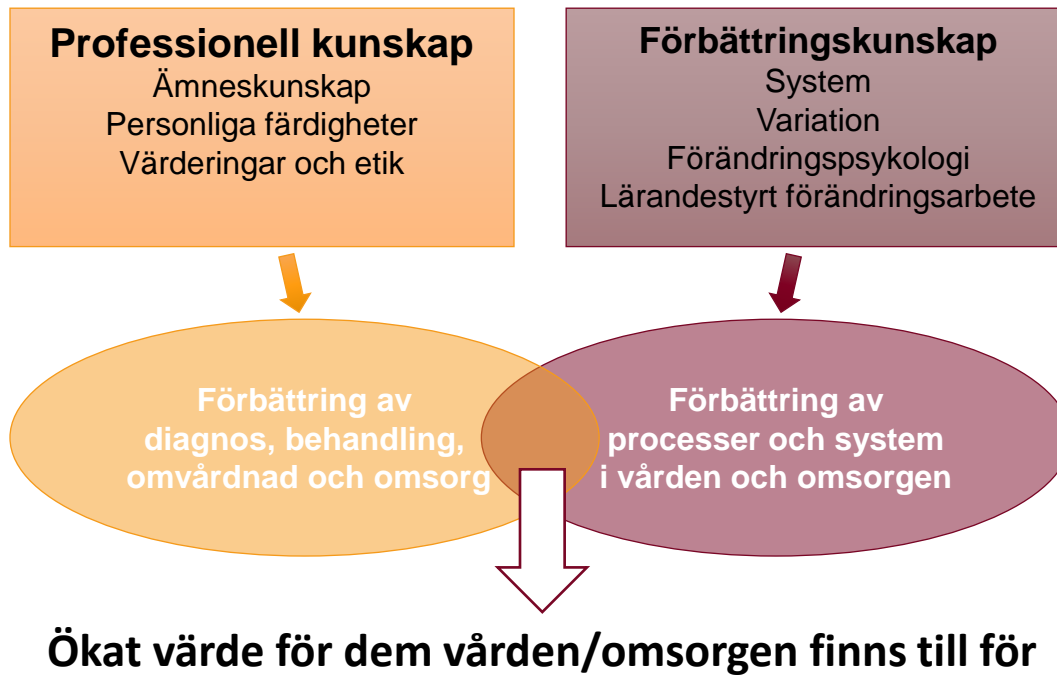 Professionell kunskap
Ämneskunskap
Personliga färdigheter
Värderingar och etik
Förbättringskunskap
System
Variation
Förändringspsykologi
Lärandestyrt förändringsarbete
Förbättring av
diagnos, behandling,
omvårdnad och omsorg
Förbättring av
processer och system
i vården och omsorgen
Ökat värde för dem vården/omsorgen finns till för